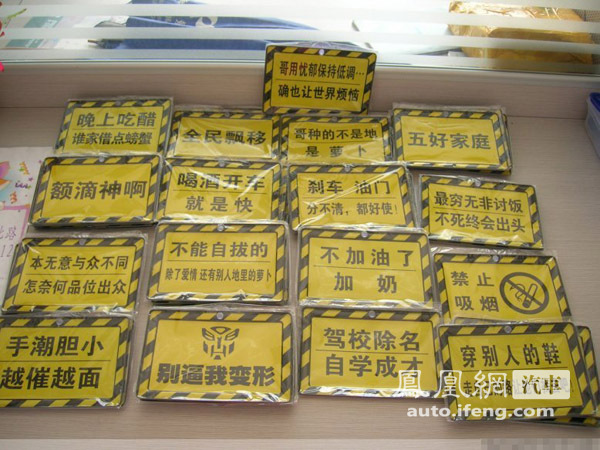 哥用忧郁保持低调…
确也让世界烦恼
晚上吃醋
谁家借点螃蟹
全民飘移
哥种的不是地
是萝卜
五好家庭
额滴神啊
喝酒开车
就是快
刹车 油门
分不清，都好使!
最穷无非讨饭
不死终会出头
本无意与众不同
怎奈何品位出众
不能自拔的
除了爱情 还有别人地里的萝卜
不加油了
加奶
禁止
吸烟
手潮胆小
越催越面
别逼我变形
驾校除名
自学成才
穿别人的鞋
鳳凰網 汽車
auto.ifeng.com